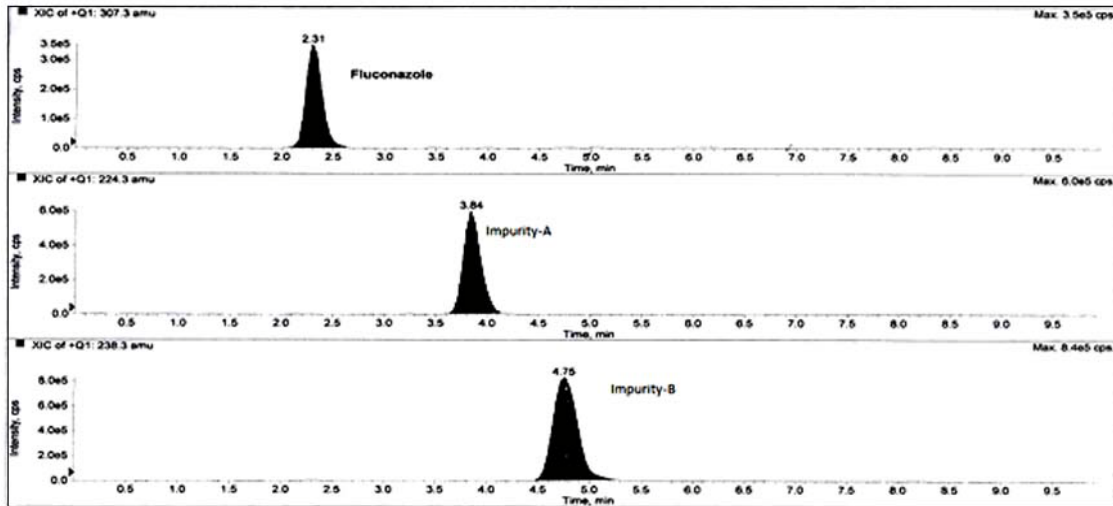 XIC of +Q1: 307.3 amu Max. 3.5e5 cps
3.5e5
3.0e5
2.0e5
1.0e5
0.0
Intensity, cps
2.31
Fluconazole
0.5 1.0 1.5 2.0 2.5 3.0 3.5 4.0 4.5 5.0 5.5 6.0 6.5 7.0 7.5 8.0 8.5 9.0 9.5
Time, min
XIC of +Q1: 224.3 amu Max. 6.0e5 cps
6.0e5
4.0e5
2.0e5
0.0
Intensity, cps
3.84
Impurity-A
0.5 1.0 1.5 2.0 2.5 3.0 3.5 4.0 4.5 5.0 5.5 6.0 6.5 7.0 7.5 8.0 8.5 9.0 9.5
Time, min
XIC of +Q1: 238.3 amu Max. 8.4e5 cps
8.0e5
6.0e5
4.0e5
2.0e5
0.0
Intensity, cps
4.75
Impurity-B
0.5 1.0 1.5 2.0 2.5 3.0 3.5 4.0 4.5 5.0 5.5 6.0 6.5 7.0 7.5 8.0 8.5 9.0 9.5
Time, min